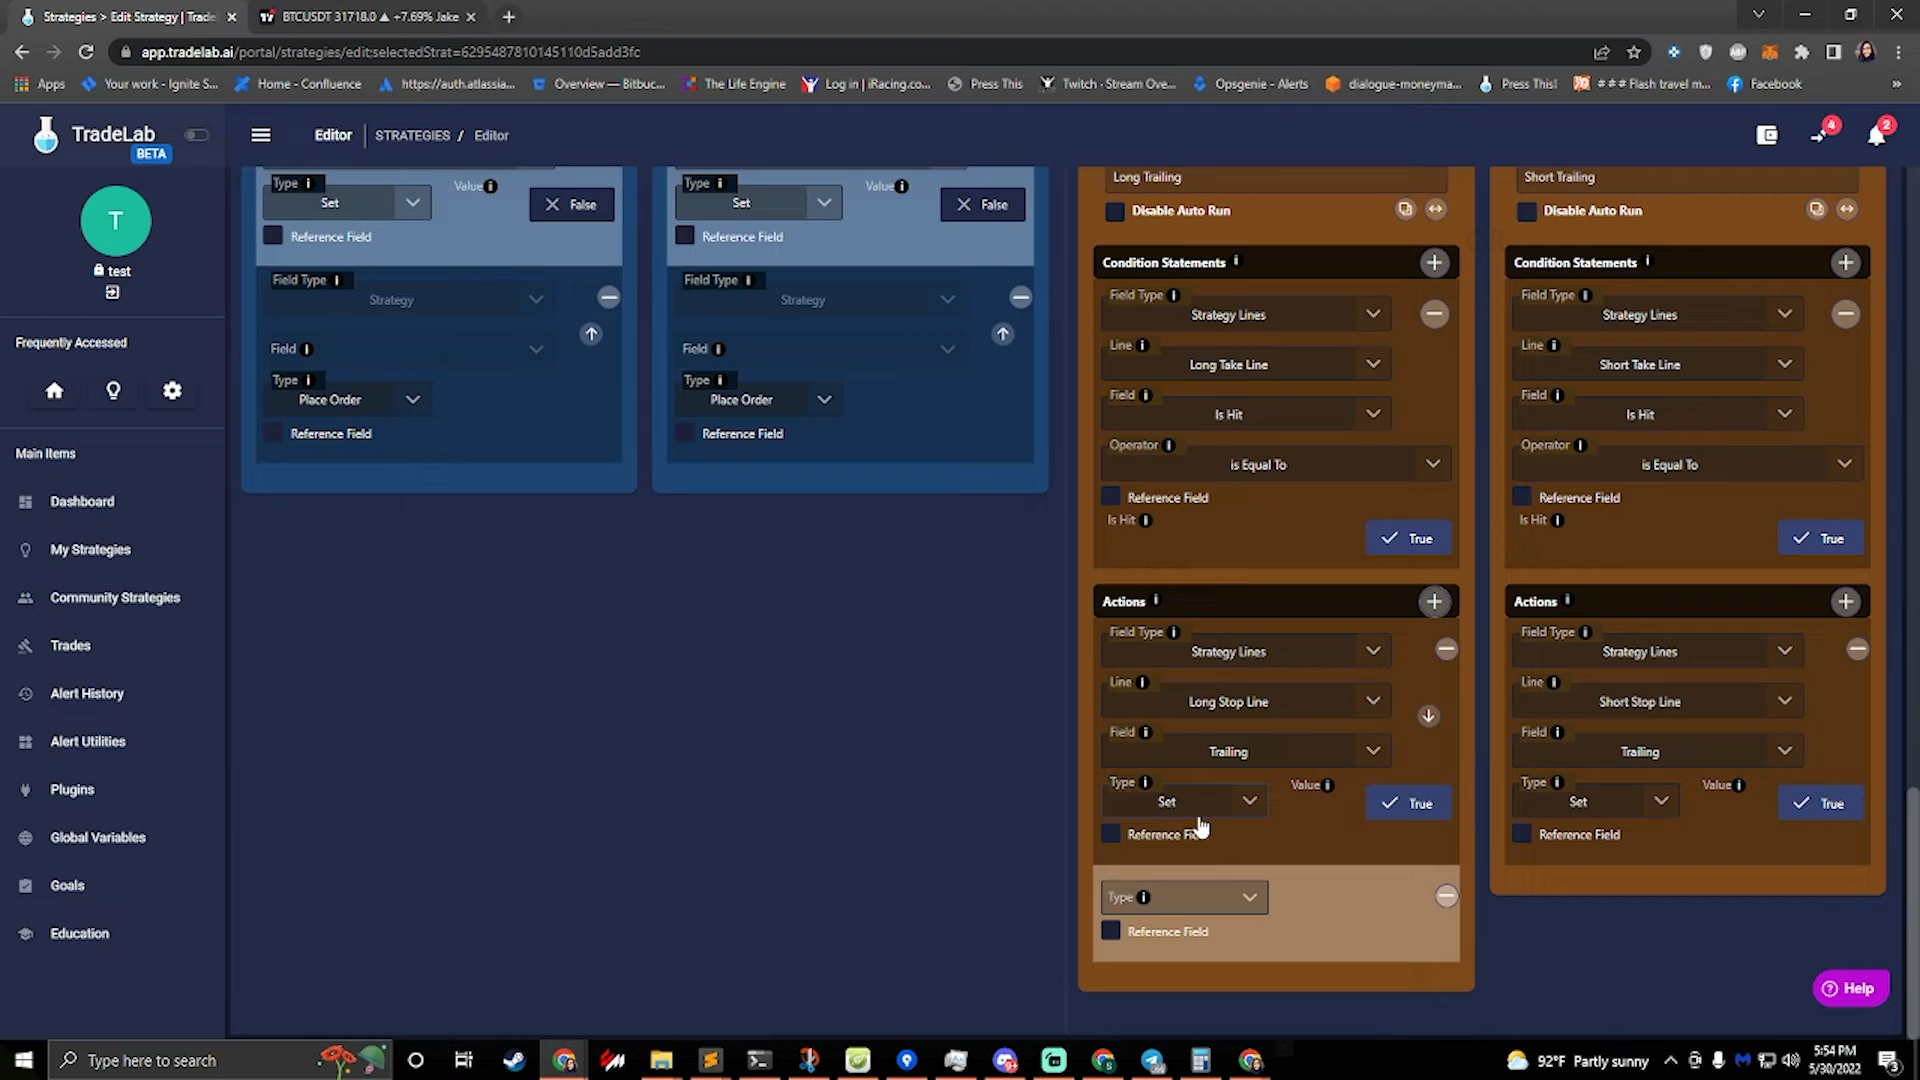 Strategies > Edit Strategy | Trade
BTCUSDT 31718.0 ▲ +7.69% Jake
app.tradelab.ai/portal/strategies/edit;selectedStrat=6295487810145110d5add3fc
Apps
Your work - Ignite S...
Home - Confluence
https://auth.atlassia...
Overview — Bitbuc...
The Life Engine
Log in | iRacing.co...
Press This
Twitch - Stream Ove...
Opsgenie - Alerts
dialogue-moneyma...
Press This!
###Flash travel m...
Facebook
»
TradeLab
BETA
Editor
STRATEGIES / Editor
4
2
T
test
Frequently Accessed
Main Items
Dashboard
My Strategies
Community Strategies
Trades
Alert History
Alert Utilities
Plugins
Global Variables
Goals
Education
Type
Set
Value
False
Reference Field
Field Type
Strategy
Field
Type
Place Order
Reference Field
Type
Set
Value
False
Reference Field
Field Type
Strategy
Field
Type
Place Order
Reference Field
Long Trailing
Disable Auto Run
Condition Statements
Field Type
Strategy Lines
Line
Long Take Line
Field
Is Hit
Operator
is Equal To
Reference Field
Is Hit
True
Actions
Field Type
Strategy Lines
Line
Long Stop Line
Field
Trailing
Type
Set
Value
True
Reference Fie
Type
Reference Field
Short Trailing
Disable Auto Run
Condition Statements
Field Type
Strategy Lines
Line
Short Take Line
Field
Is Hit
Operator
is Equal To
Reference Field
Is Hit
True
Actions
Field Type
Strategy Lines
Line
Short Stop Line
Field
Trailing
Type
Set
Value
True
Reference Field
Help
Type here to search
92°F Partly sunny
5:54 PM
5/30/2022
3